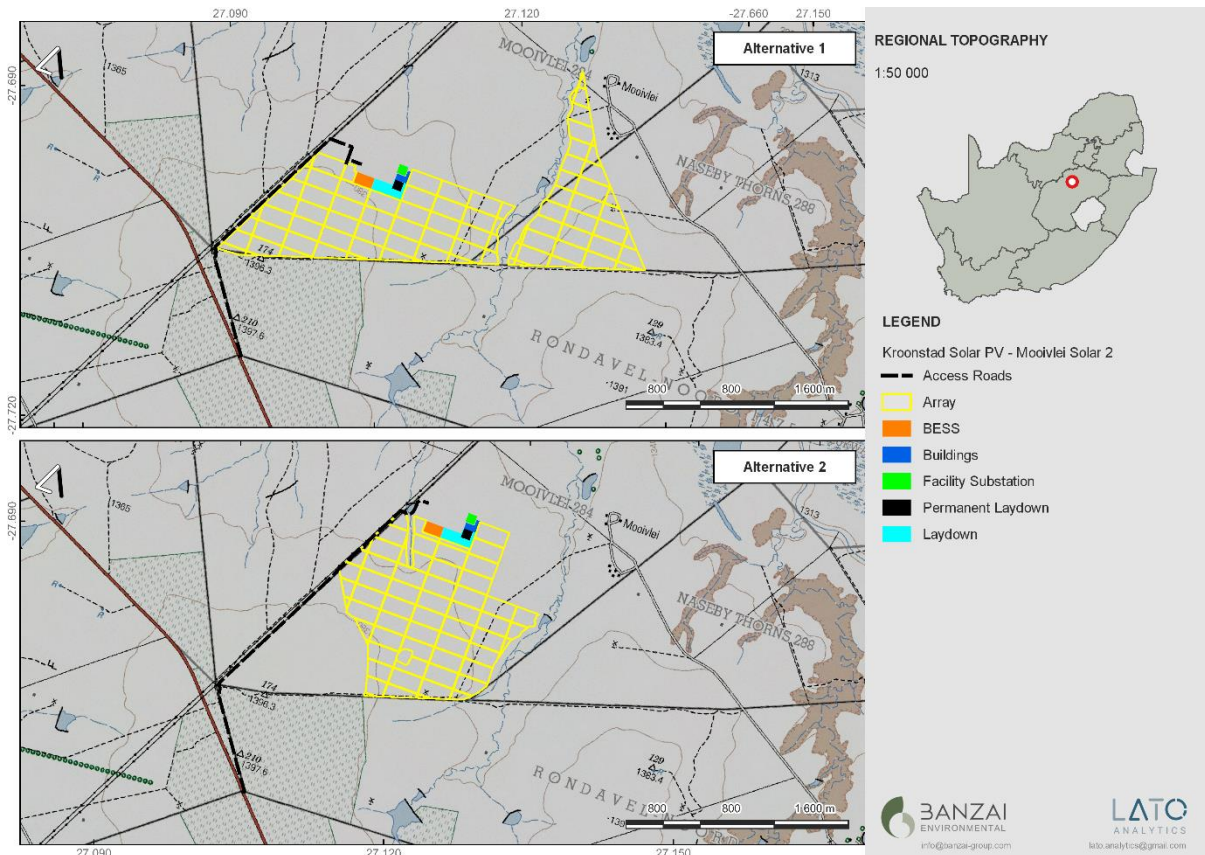 27.090
27.120
-27.660
27.150
-27.690
-27.720
Alternative 1
1365
MOOIVLEI 284
Mooivlei
1313
NASEBY THORNS 288
174
1396.3
210
1397.6
129
1383.4
1391
800
800
1 600 m
Alternative 2
-27.690
1365
MOOIVLEI 284
Mooivlei
1313
NASEBY THORNS 288
174
1396.3
210
1397.6
129
1383.4
800
800
1 600 m
27.090
27.120
27.150
REGIONAL TOPOGRAPHY
1:50 000
LEGEND
Kroonstad Solar PV - Mooivlei Solar 2
Access Roads
Array
BESS
Buildings
Facility Substation
Permanent Laydown
Laydown
BANZAI
ENVIRONMENTAL
info@banzai-group.com
LATO
ANALYTICS
lato.analytics@gmail.com